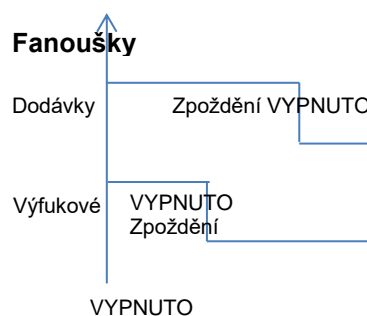 Fanoušky
Dodávky
Zpoždění VYPNUTO
Výfukové
VYPNUTO
Zpoždění
VYPNUTO